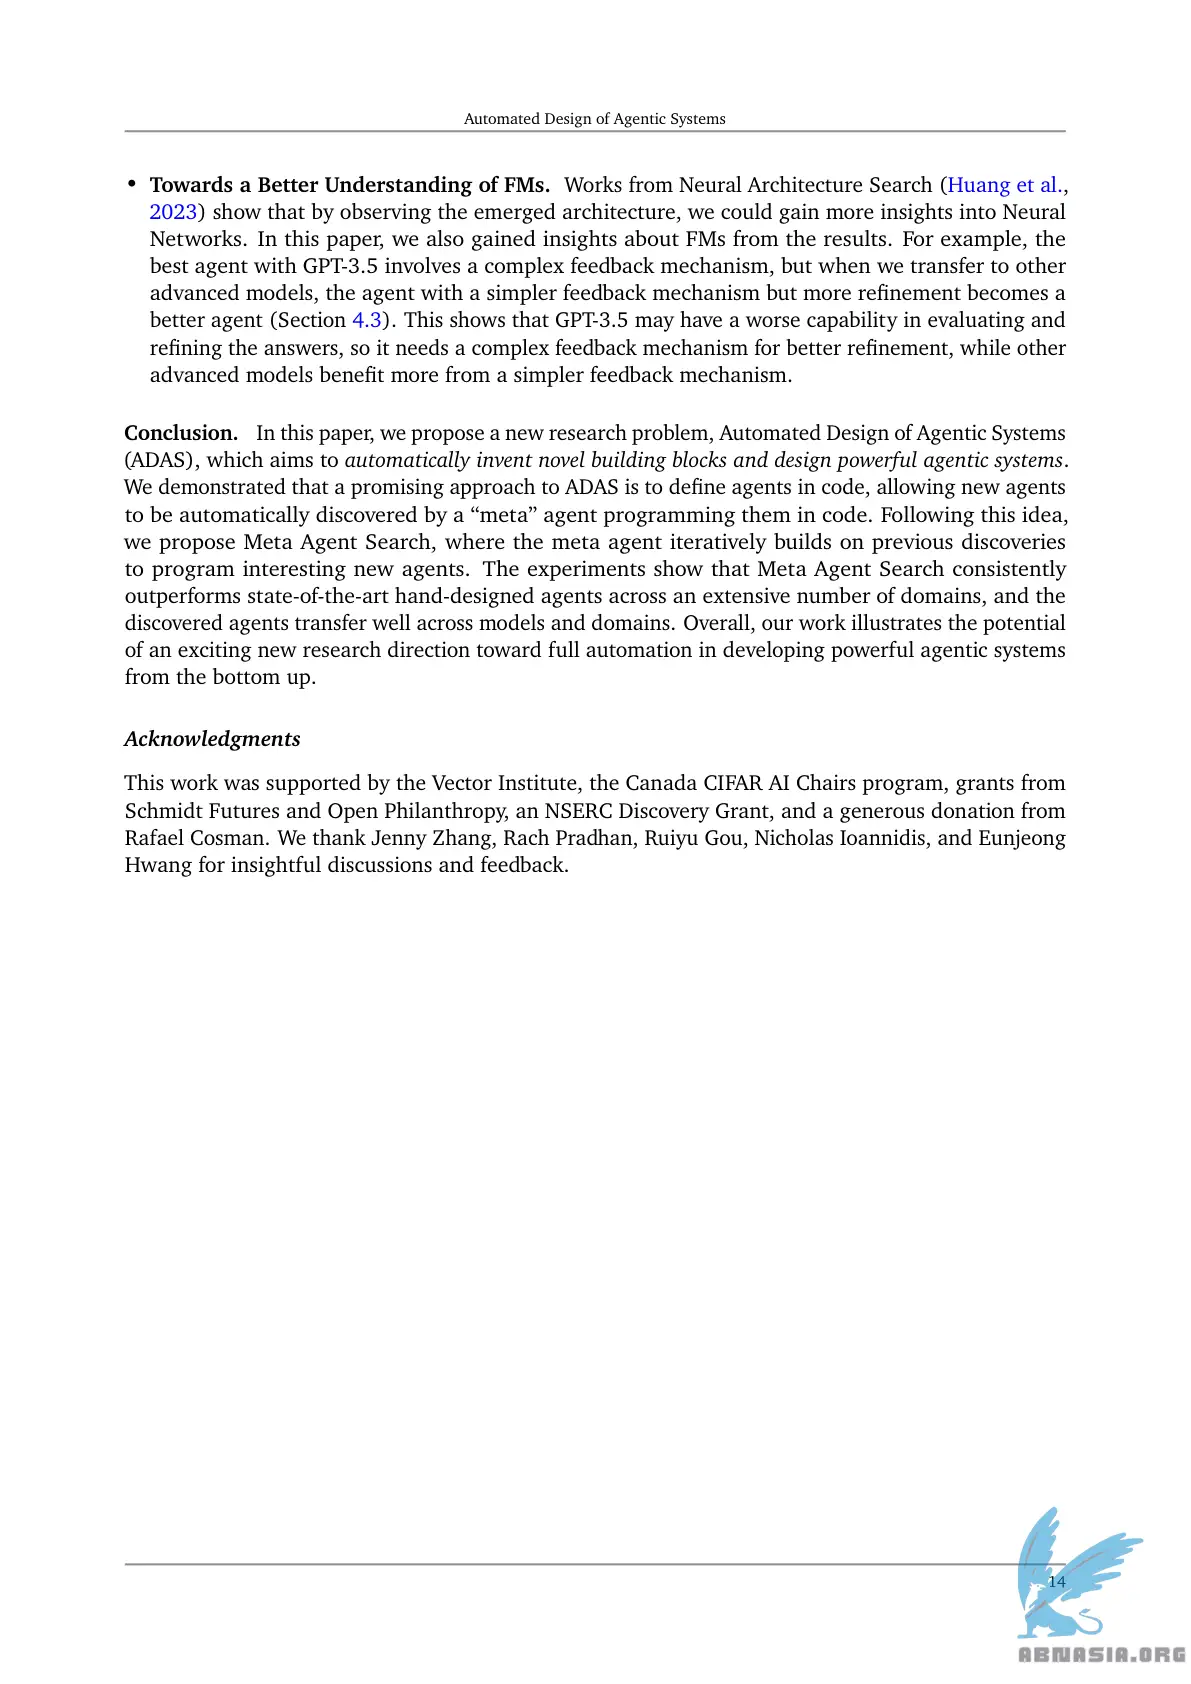 Automated Design of Agentic Systems
• Towards a Better Understanding of FMs. Works from Neural Architecture Search (Huang et al.,
2023) show that by observing the emerged architecture, we could gain more insights into Neural
Networks. In this paper, we also gained insights about FMs from the results. For example, the
best agent with GPT-3.5 involves a complex feedback mechanism, but when we transfer to other
advanced models, the agent with a simpler feedback mechanism but more refinement becomes a
better agent (Section 4.3). This shows that GPT-3.5 may have a worse capability in evaluating and
refining the answers, so it needs a complex feedback mechanism for better refinement, while other
advanced models benefit more from a simpler feedback mechanism.
Conclusion. In this paper, we propose a new research problem, Automated Design of Agentic Systems
(ADAS), which aims to automatically invent novel building blocks and design powerful agentic systems.
We demonstrated that a promising approach to ADAS is to define agents in code, allowing new agents
to be automatically discovered by a “meta” agent programming them in code. Following this idea,
we propose Meta Agent Search, where the meta agent iteratively builds on previous discoveries
to program interesting new agents. The experiments show that Meta Agent Search consistently
outperforms state-of-the-art hand-designed agents across an extensive number of domains, and the
discovered agents transfer well across models and domains. Overall, our work illustrates the potential
of an exciting new research direction toward full automation in developing powerful agentic systems
from the bottom up.
Acknowledgments
This work was supported by the Vector Institute, the Canada CIFAR AI Chairs program, grants from
Schmidt Futures and Open Philanthropy, an NSERC Discovery Grant, and a generous donation from
Rafael Cosman. We thank Jenny Zhang, Rach Pradhan, Ruiyu Gou, Nicholas Ioannidis, and Eunjeong
Hwang for insightful discussions and feedback.
14
ABNASIA.ORG